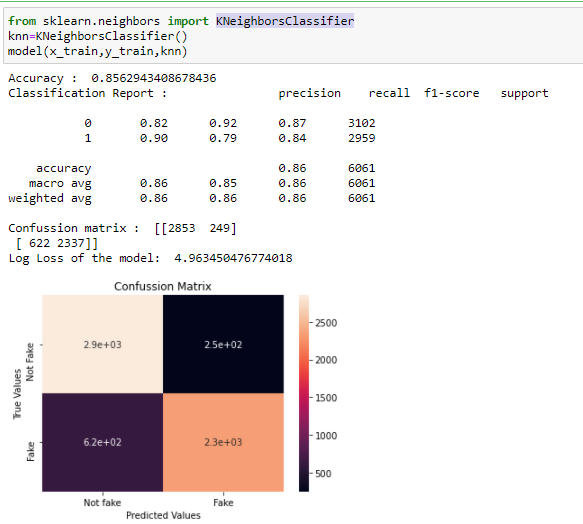 from sklearn.neighbors import KNeighborsClassifier
knn=KNeighborsClassifier()
model(x_train,y_train,knn)
Accuracy :  0.8562943408678436
Classification Report :                precision    recall  f1-score   support
0       0.82      0.92      0.87      3102
1       0.90      0.79      0.84      2959
accuracy                           0.86      6061
macro avg       0.86      0.85      0.86      6061
weighted avg       0.86      0.86      0.86      6061
Confussion matrix :  [[2853  249]
[ 622 2337]]
Log Loss of the model:  4.963450476774018
Confussion Matrix
True Values
Not Fake
Fake
2.9e+03
2.5e+02
6.2e+02
2.3e+03
Not fake
Fake
Predicted Values
2500
2000
1500
1000
500